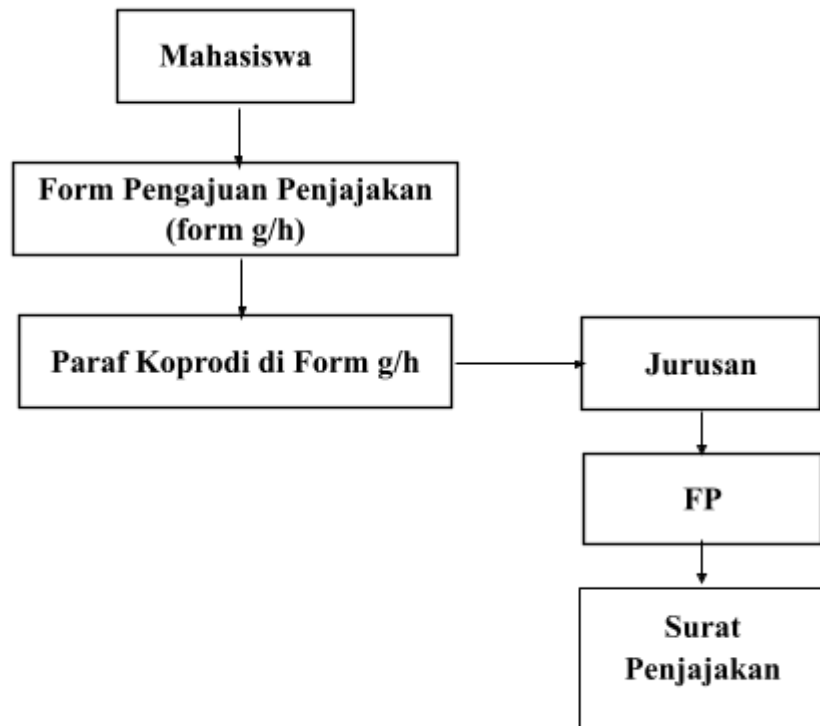 Mahasiswa
Form Pengajuan Penjajakan
(form g/h)
Paraf Koprodi di Form g/h
Jurusan
FP
Surat
Penjajakan